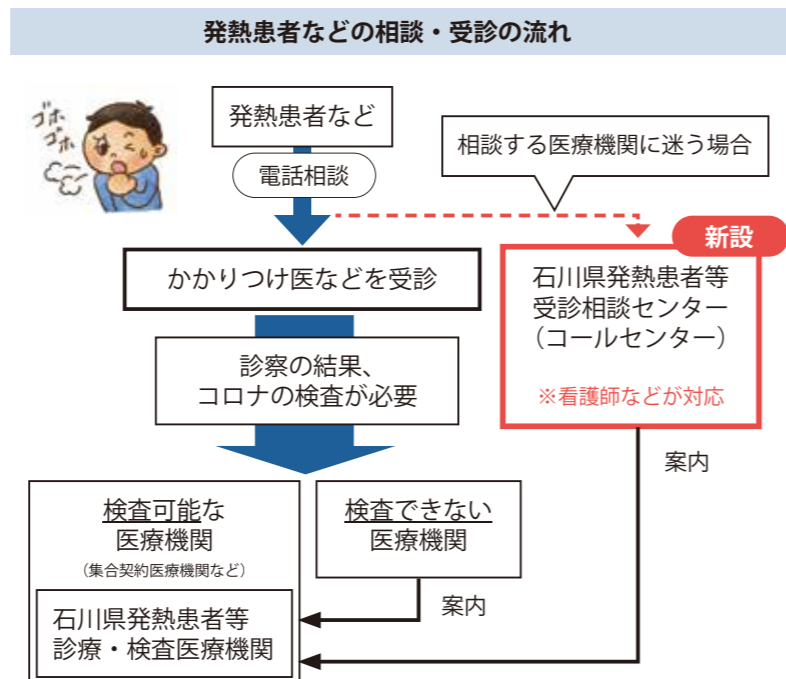 発熱患者などの相談・受診の流れ
ゴホ
ゴホ
発熱患者など
電話相談
相談する医療機関に迷う場合
新設
かかりつけ医などを受診
石川県発熱患者等
受診相談センター
（コールセンター）
※看護師などが対応
診察の結果、
コロナの検査が必要
案内
検査可能な
医療機関
（集合契約医療機関など）
検査できない
医療機関
案内
石川県発熱患者等
診療・検査医療機関